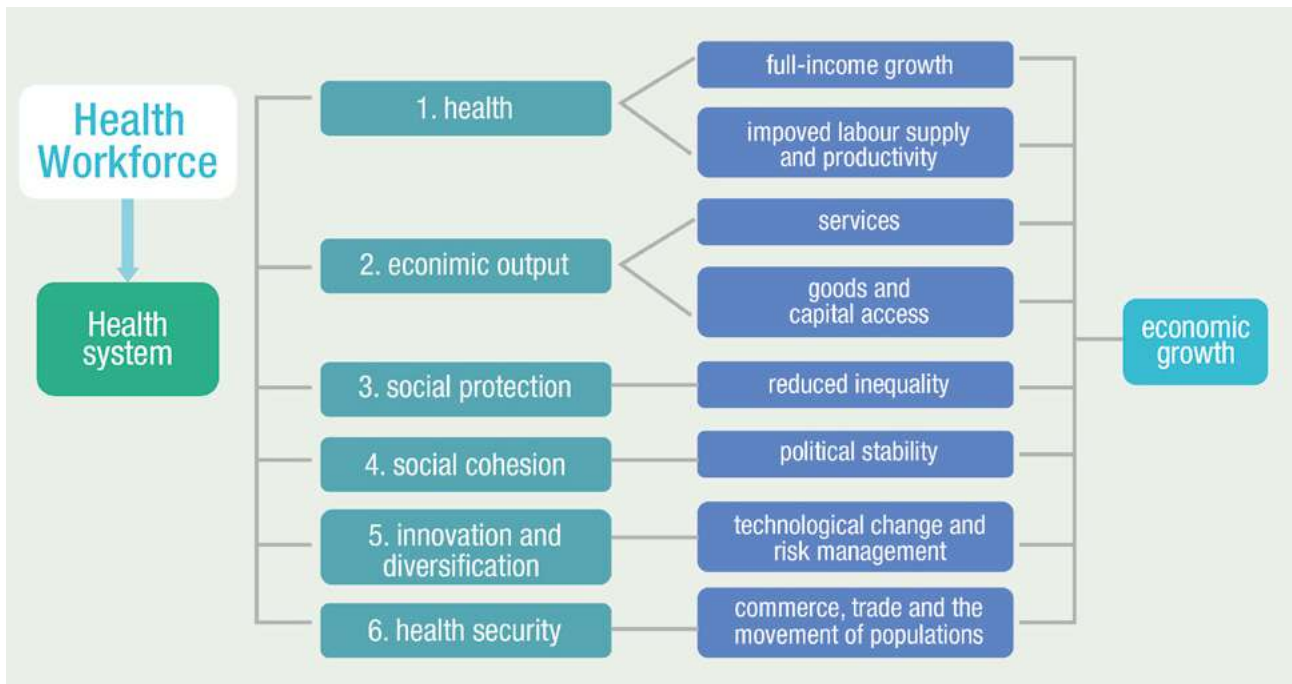 Health
Workforce
Health
system
1. health
full-income growth
impoved labour supply
and productivity
2. econimic output
services
goods and
capital access
3. social protection
reduced inequality
4. social cohesion
political stability
5. innovation and
diversification
technological change and
risk management
6. health security
commerce, trade and the
movement of populations
economic
growth